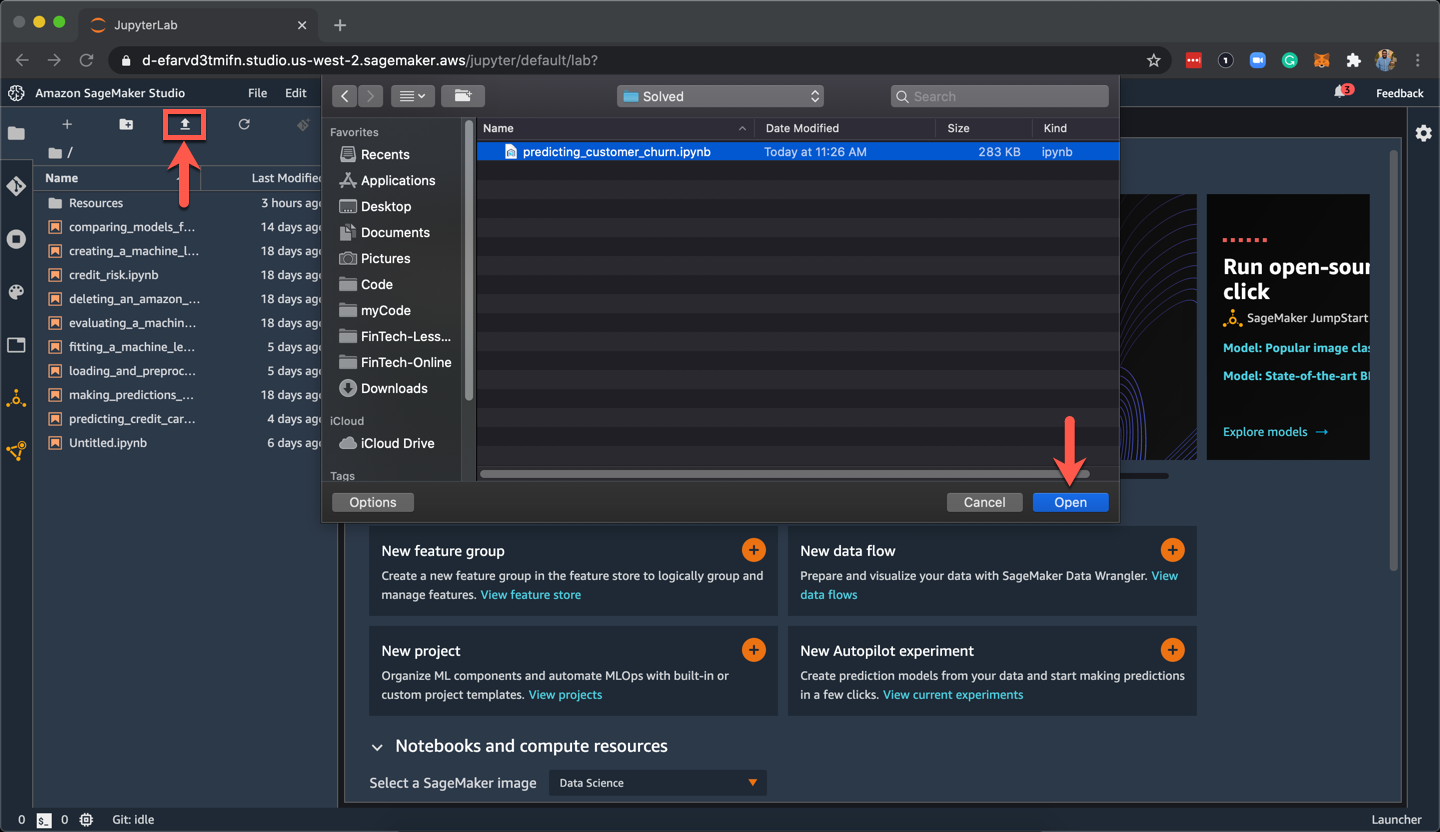 JupyterLab
d-efarvd3tmifn.studio.us-west-2.sagemaker.aws/jupyter/default/lab?
Amazon SageMaker Studio File Edit
3 Feedback
/
Name Last Modified
Resources 3 hours ago
comparing_models_f... 14 days ago
creating_a_machine_l... 18 days ago
credit_risk.ipynb 18 days ago
deleting_an_amazon_... 18 days ago
evaluating_a_machin... 18 days ago
fitting_a_machine_le... 5 days ago
loading_and_preproc... 5 days ago
making_predictions_... 18 days ago
predicting_credit_car... 4 days ago
Untitled.ipynb 6 days ago
Solved
Search
Favorites
Recents
Applications
Desktop
Documents
Pictures
Code
myCode
FinTech-Less...
FinTech-Online
Downloads
iCloud
iCloud Drive
Tags
Name Date Modified Size Kind
predicting_customer_churn.ipynb Today at 11:26 AM 283 KB ipynb
Options Cancel Open
Run open-sour
click
SageMaker JumpStart
Model: Popular image clas
Model: State-of-the-art B
Explore models →
New feature group
Create a new feature group in the feature store to logically group and
manage features. View feature store
New data flow
Prepare and visualize your data with SageMaker Data Wrangler. View
data flows
New project
Organize ML components and automate MLOps with built-in or
custom project templates. View projects
New Autopilot experiment
Create prediction models from your data and start making predictions
in a few clicks. View current experiments
Notebooks and compute resources
Select a SageMaker image Data Science
0 $_ 0 Git: idle Launcher